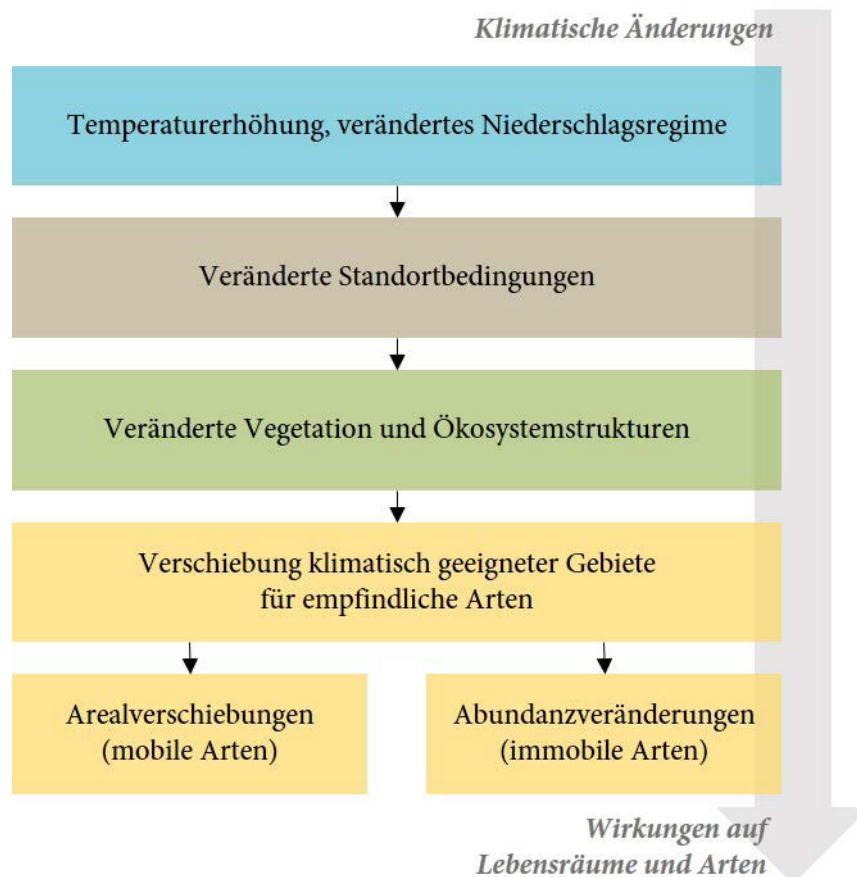 Klimatische Änderungen
Temperaturerhöhung, verändertes Niederschlagsregime
Veränderte Standortbedingungen
Veränderte Vegetation und Ökosystemstrukturen
Verschiebung klimatisch geeigneter Gebiete
für empfindliche Arten
Arealverschiebungen
(mobile Arten)
Abundanzveränderungen
(immobile Arten)
Wirkungen auf
Lebensräume und Arten